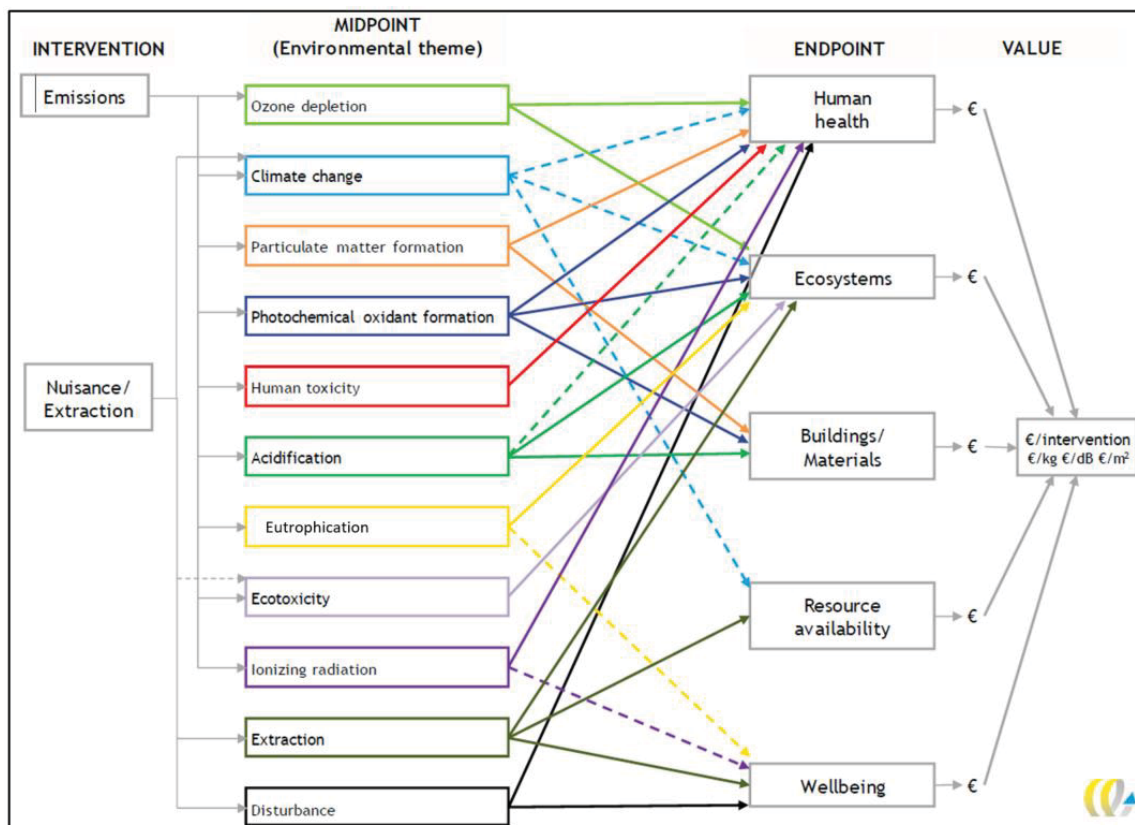 INTERVENTION
MIDPOINT
(Environmental theme)
ENDPOINT
VALUE
Emissions
Nuisance/
Extraction
Ozone depletion
Climate change
Particulate matter formation
Photochemical oxidant formation
Human toxicity
Acidification
Eutrophication
Ecotoxicity
Ionizing radiation
Extraction
Disturbance
Human
health
Ecosystems
Buildings/
Materials
Resource
availability
Wellbeing
€
€
€
€
€
€/intervention
€/kg €/dB €/m²